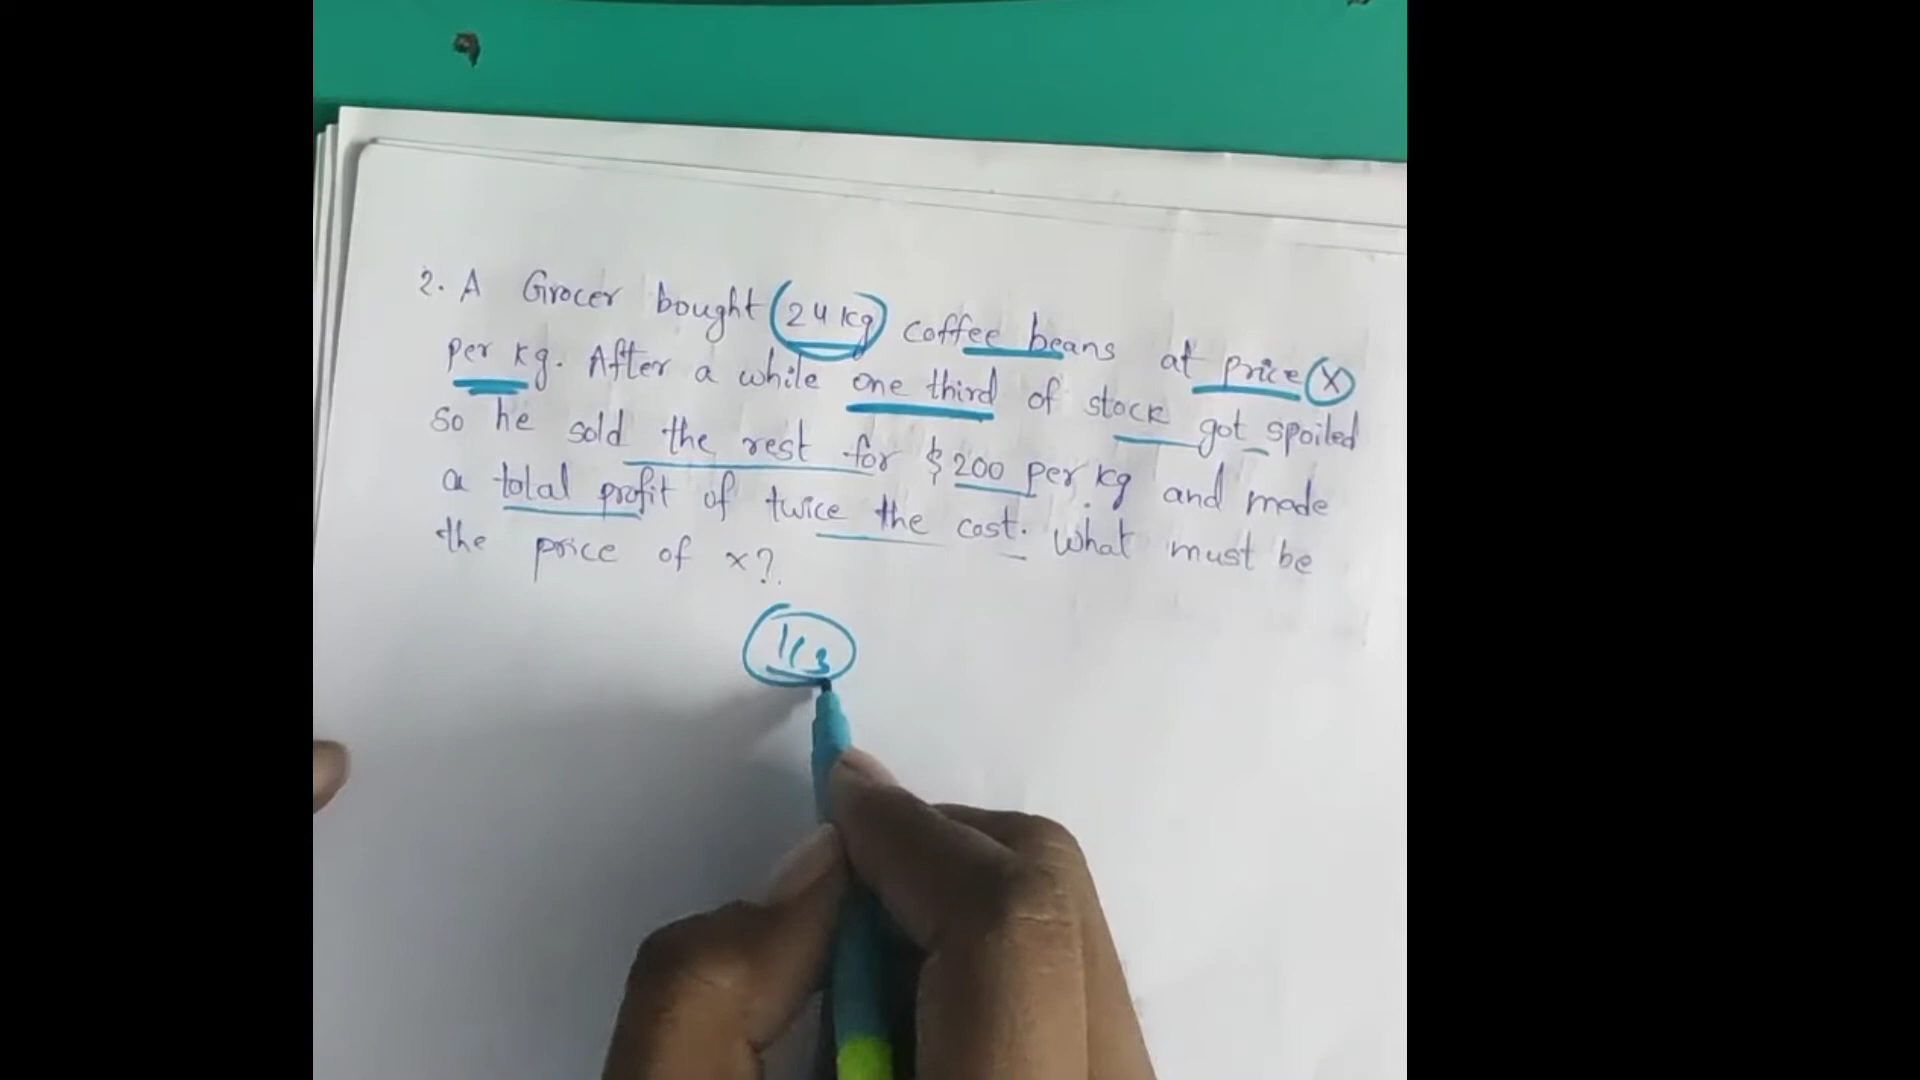 2. A Grocer bought 24 kg coffee beans at price x
per kg. After a while one third of stock got spoiled
so he sold the rest for $ 200 per kg and made
a total profit of twice the cost. What must be
the price of x?
1/3